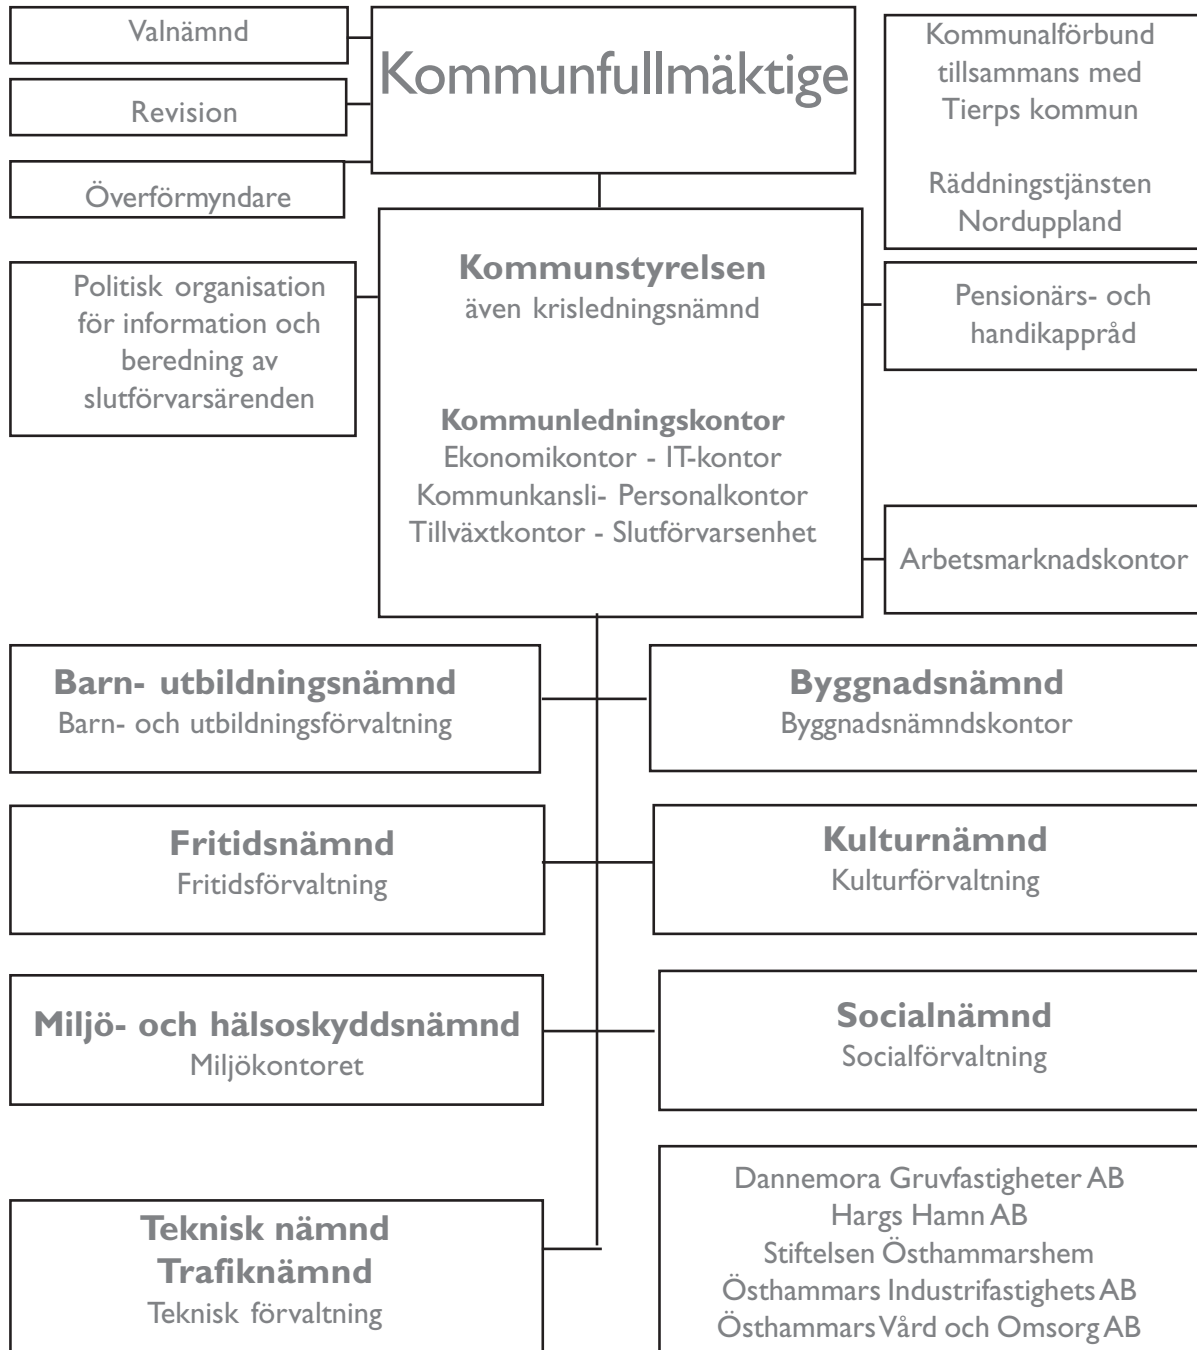 Valnämnd
Revision
Överförmyndare
Kommunfullmäktige
Kommunalförbund
tillsammans med
Tierps kommun
Räddningstjänsten
Norduppland
Politisk organisation
för information och
beredning av
slutförvarsärenden
Kommunstyrelsen
även krisledningsnämnd
Kommunledningskontor
Ekonomikontor - IT-kontor
Kommunkansli- Personalkontor
Tillväxtkontor - Slutförvarsenhet
Pensionärs- och
handikappråd
Arbetsmarknadskontor
Barn- utbildningsnämnd
Barn- och utbildningsförvaltning
Byggnadsnämnd
Byggnadsnämndskontor
Fritidsnämnd
Fritidsförvaltning
Kulturnämnd
Kulturförvaltning
Miljö- och hälsoskyddsnämnd
Miljökontoret
Socialnämnd
Socialförvaltning
Teknisk nämnd
Trafiknämnd
Teknisk förvaltning
Dannemora Gruvfastigheter AB
Hargs Hamn AB
Stiftelsen Östhammarshem
Östhammars Industrifastighets AB
Östhammars Vård och Omsorg AB